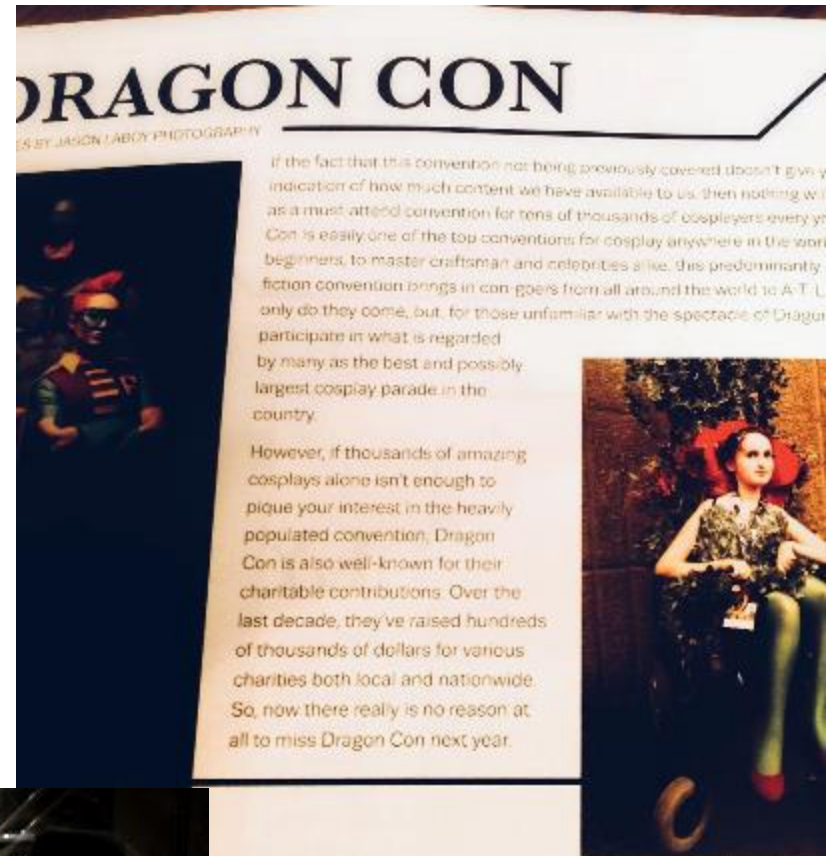 DRAGON CON
ES BY JASON LABOY PHOTOGRAPHY
If the fact that this convention not being previously covered doesn't give y
indication of how much content we have available to us, then nothing wi
as a must-attend convention for tens of thousands of cosplayers every ye
Con is easily one of the top conventions for cosplay anywhere in the worl
beginners, to master craftsman and celebrities alike, this predominantly
fiction convention brings in con-goers from all around the world to A-T-L
only do they come, but, for those unfamiliar with the spectacle of Dragon
participate in what is regarded
by many as the best and possibly
largest cosplay parade in the
country.
However, if thousands of amazing
cosplays alone isn't enough to
pique your interest in the heavily
populated convention, Dragon
Con is also well-known for their
charitable contributions. Over the
last decade, they've raised hundreds
of thousands of dollars for various
charities both local and nationwide.
So, now there really is no reason at
all to miss Dragon Con next year.